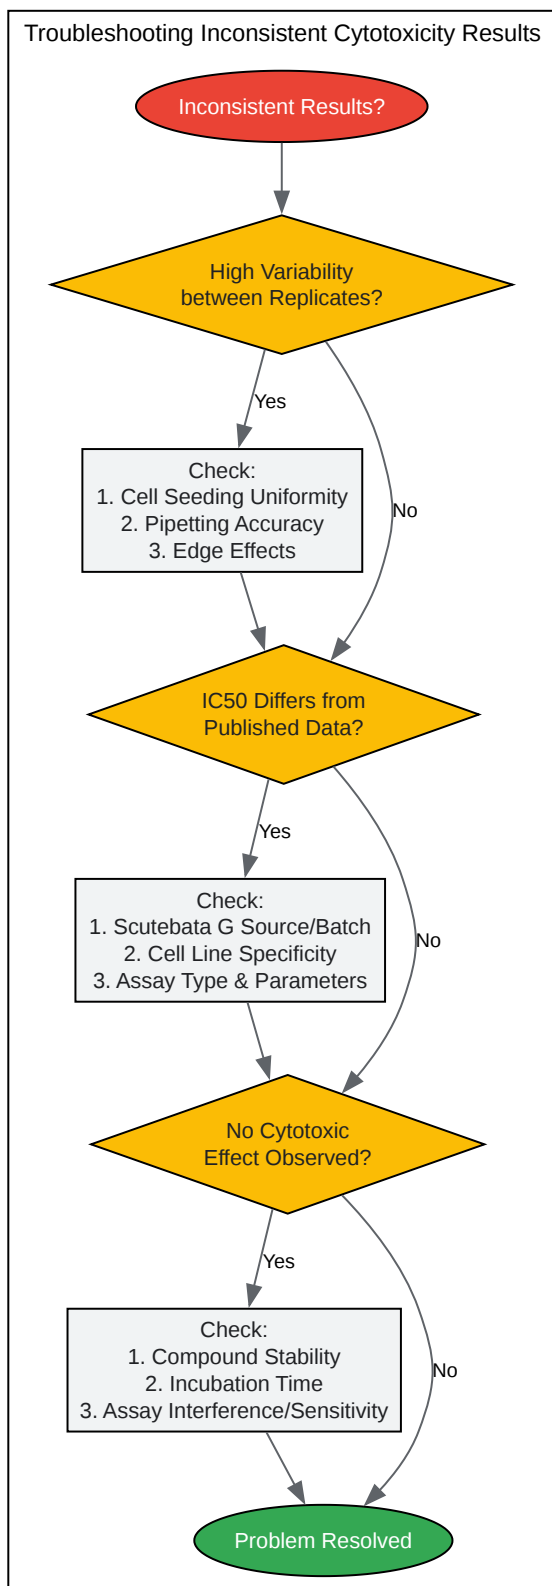 Troubleshooting Inconsistent Cytotoxicity Results
Inconsistent Results?
High Variability
between Replicates?
Yes
No
Check:
1. Cell Seeding Uniformity
2. Pipetting Accuracy
3. Edge Effects
IC50 Differs from
Published Data?
Yes
No
Check:
1. Scutebata G Source/Batch
2. Cell Line Specificity
3. Assay Type & Parameters
No Cytotoxic
Effect Observed?
Yes
No
Check:
1. Compound Stability
2. Incubation Time
3. Assay Interference/Sensitivity
Problem Resolved